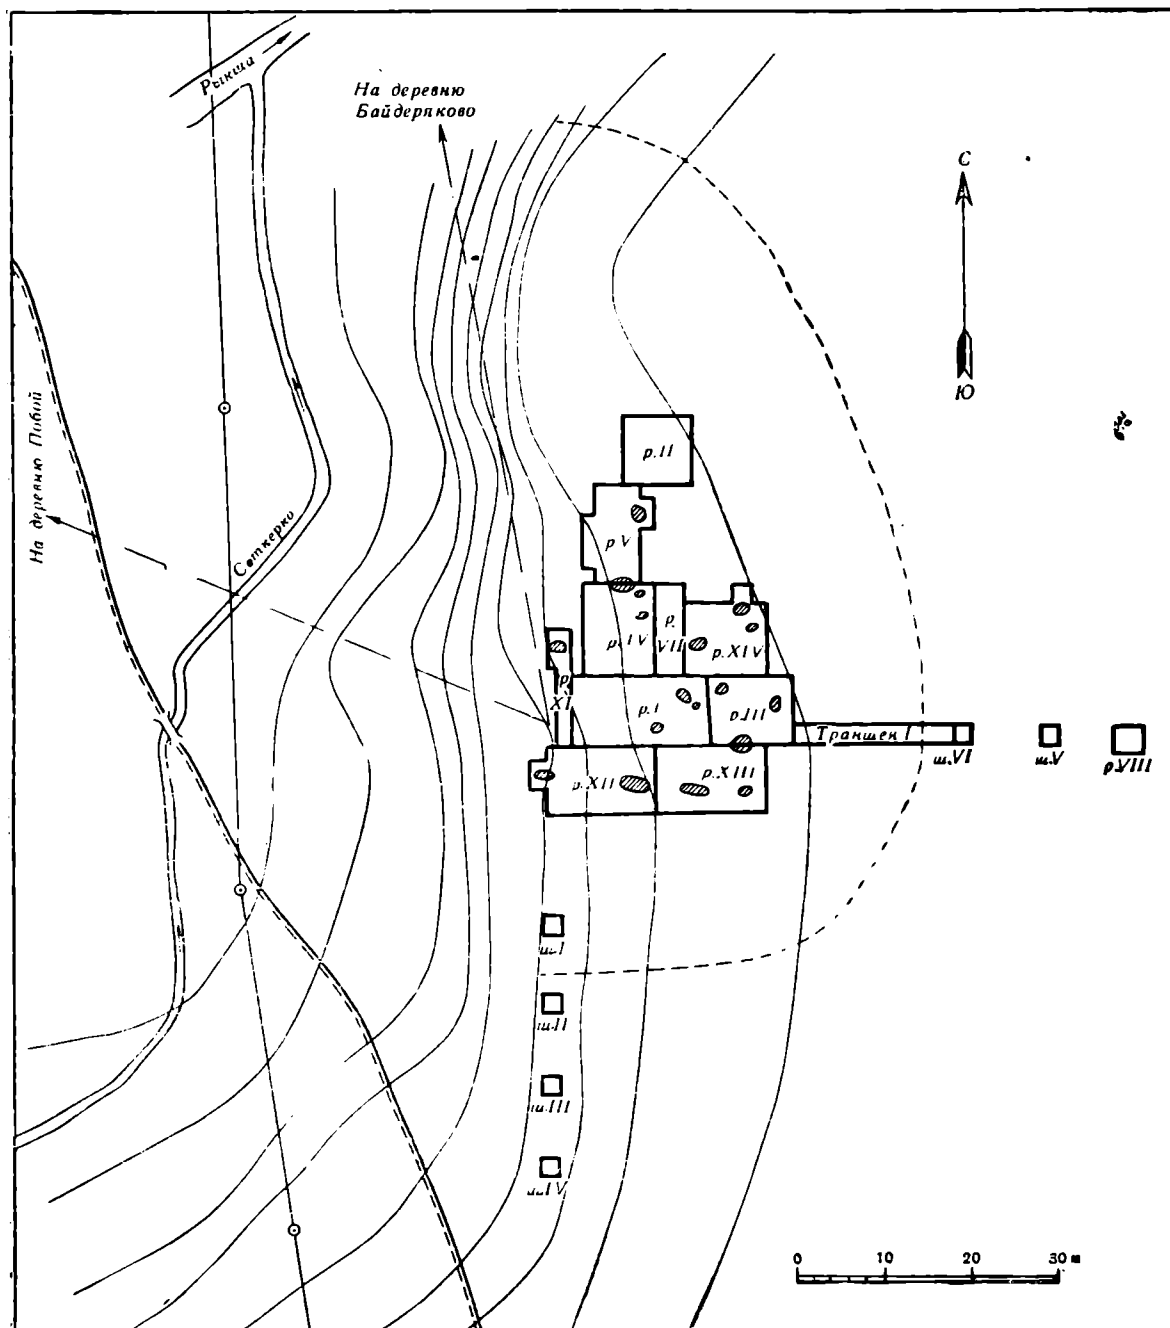 Рыкша
На деревню
Байдеряково
С
Ю
На деревню Побой
Соткерко
р.II
р V
р.IV
р.
VII
р.XIV
р.
XI
р.I
р.III
Траншея I
ш.VI
ш.V
р.VIII
р.XII
р.XIII
ш.I
ш.II
ш.III
ш.IV
0 10 20 30 м